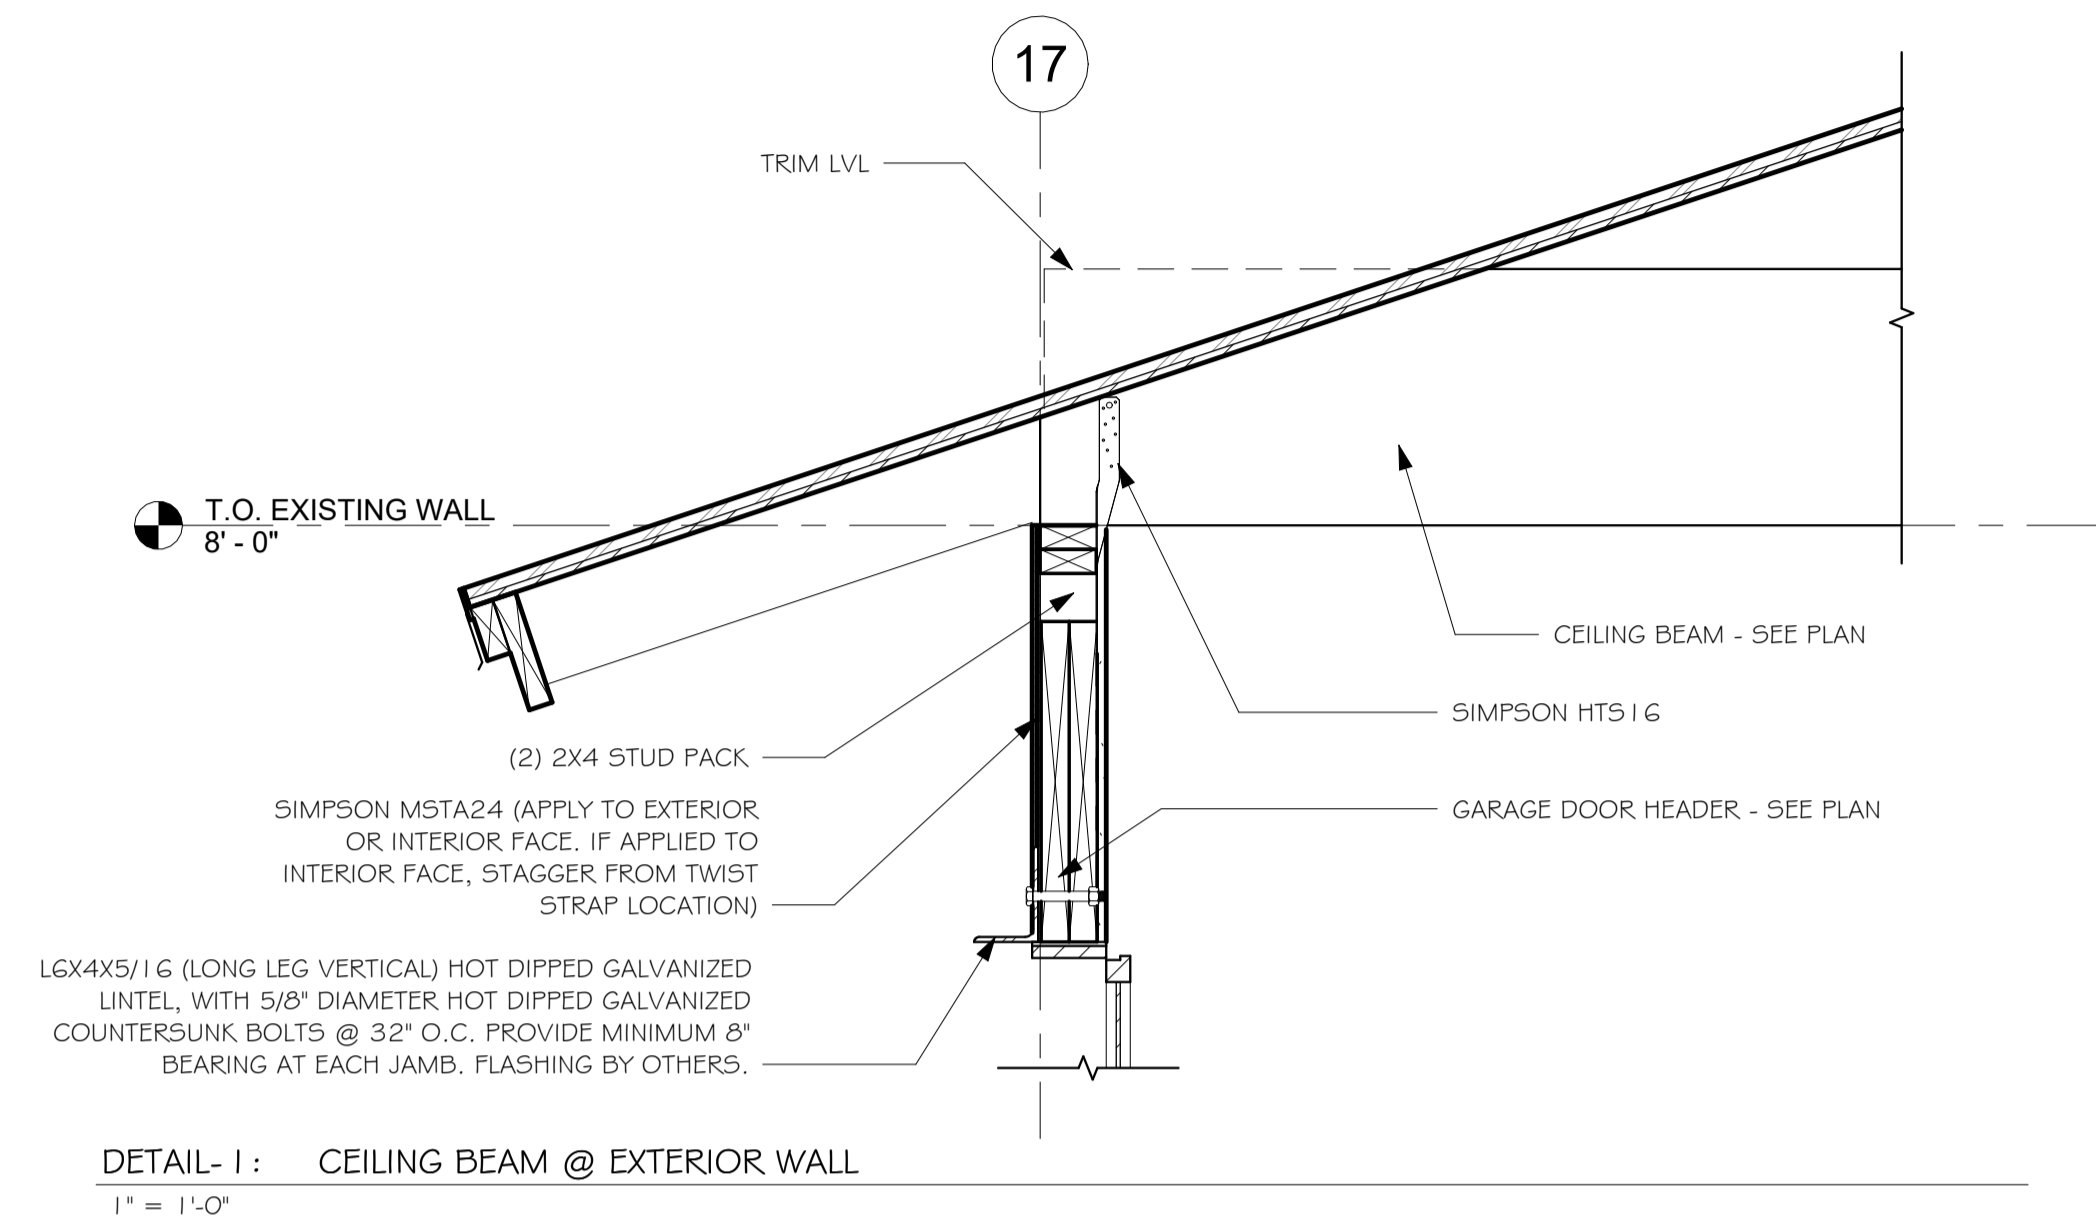 17
TRIM LVL
T.O. EXISTING WALL
8' - 0"
CEILING BEAM - SEE PLAN
SIMPSON HTS16
(2) 2X4 STUD PACK
SIMPSON MSTA24 (APPLY TO EXTERIOR
OR INTERIOR FACE. IF APPLIED TO
INTERIOR FACE, STAGGER FROM TWIST
STRAP LOCATION)
GARAGE DOOR HEADER - SEE PLAN
L6X4X5/16 (LONG LEG VERTICAL) HOT DIPPED GALVANIZED
LINTEL, WITH 5/8" DIAMETER HOT DIPPED GALVANIZED
COUNTERSUNK BOLTS @ 32" O.C. PROVIDE MINIMUM 8"
BEARING AT EACH JAMB. FLASHING BY OTHERS.
DETAIL-1: CEILING BEAM @ EXTERIOR WALL
1" = 1'-0"